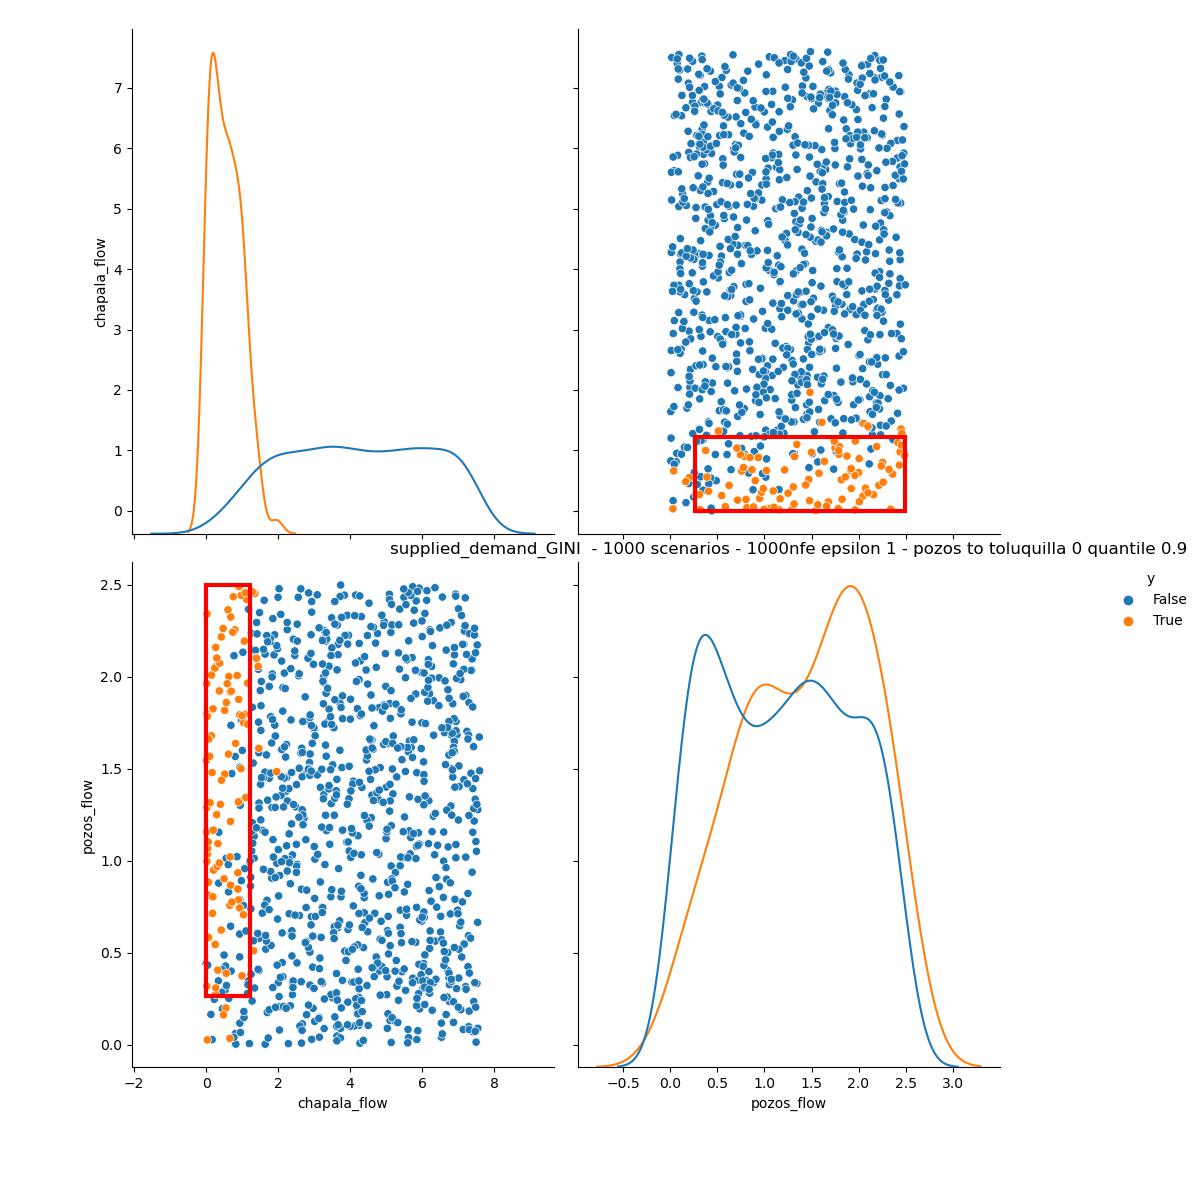 7
6
5
4
3
2
1
0
chapala_flow
supplied_demand_GINI - 1000 scenarios - 1000nfe epsilon 1 - pozos to toluquilla 0 quantile 0.9
y
False
True
2.5
2.0
1.5
1.0
0.5
0.0
pozos_flow
−2 0 2 4 6 8
chapala_flow
−0.5 0.0 0.5 1.0 1.5 2.0 2.5 3.0
pozos_flow